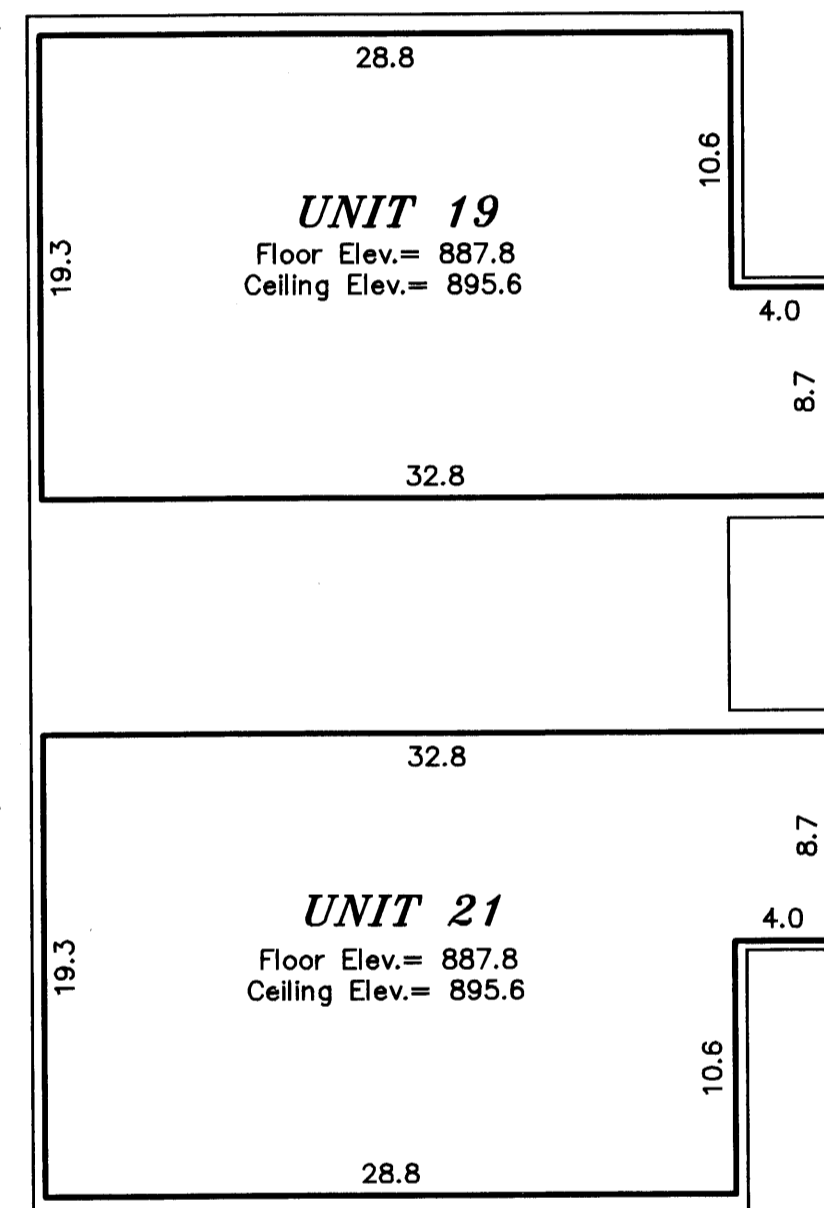 28.8
10.6
UNIT 19
Floor Elev.= 887.8
Ceiling Elev.= 895.6
19.3
4.0
8.7
32.8
32.8
8.7
UNIT 21
4.0
Floor Elev.= 887.8
Ceiling Elev.= 895.6
19.3
10.6
28.8